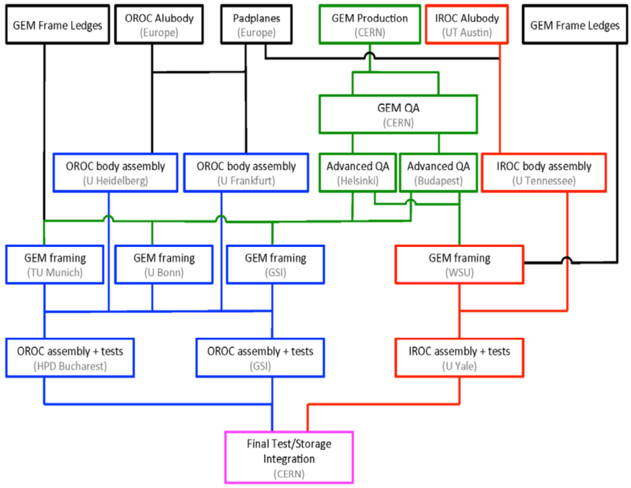 GEM Frame Ledges
OROC Alubody
(Europe)
Padplanes
(Europe)
GEM Production
(CERN)
IROC Alubody
(UT Austin)
GEM Frame Ledges
GEM QA
(CERN)
OROC body assembly
(U Heidelberg)
OROC body assembly
(U Frankfurt)
Advanced QA
(Helsinki)
Advanced QA
(Budapest)
IROC body assembly
(U Tennessee)
GEM framing
(TU Munich)
GEM framing
(U Bonn)
GEM framing
(GSI)
GEM framing
(WSU)
OROC assembly + tests
(HPD Bucharest)
OROC assembly + tests
(GSI)
IROC assembly + tests
(U Yale)
Final Test/Storage
Integration
(CERN)